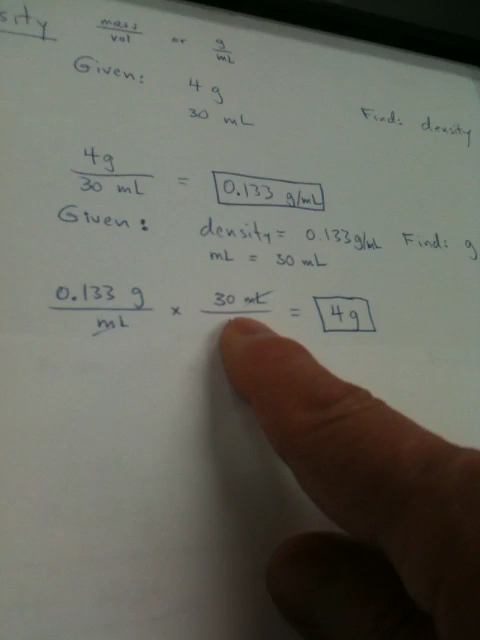 sity mass/vol or g/mL
Given: 4 g
30 mL
Find: density
4g/30 mL = 0.133 g/mL
Given: density = 0.133g/mL Find: g
mL = 30 mL
0.133 g/mL × 30 mL = 4g